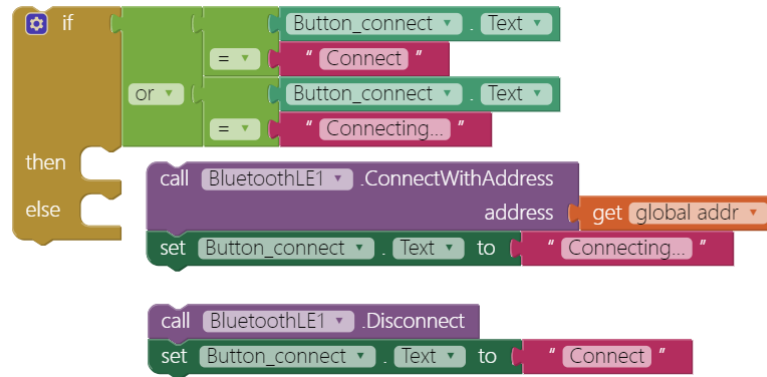 if Button_connect . Text
= " Connect "
or Button_connect . Text
= " Connecting... "
then
call BluetoothLE1 .ConnectWithAddress
else
address get global addr
set Button_connect . Text to " Connecting... "
call BluetoothLE1 .Disconnect
set Button_connect . Text to " Connect "